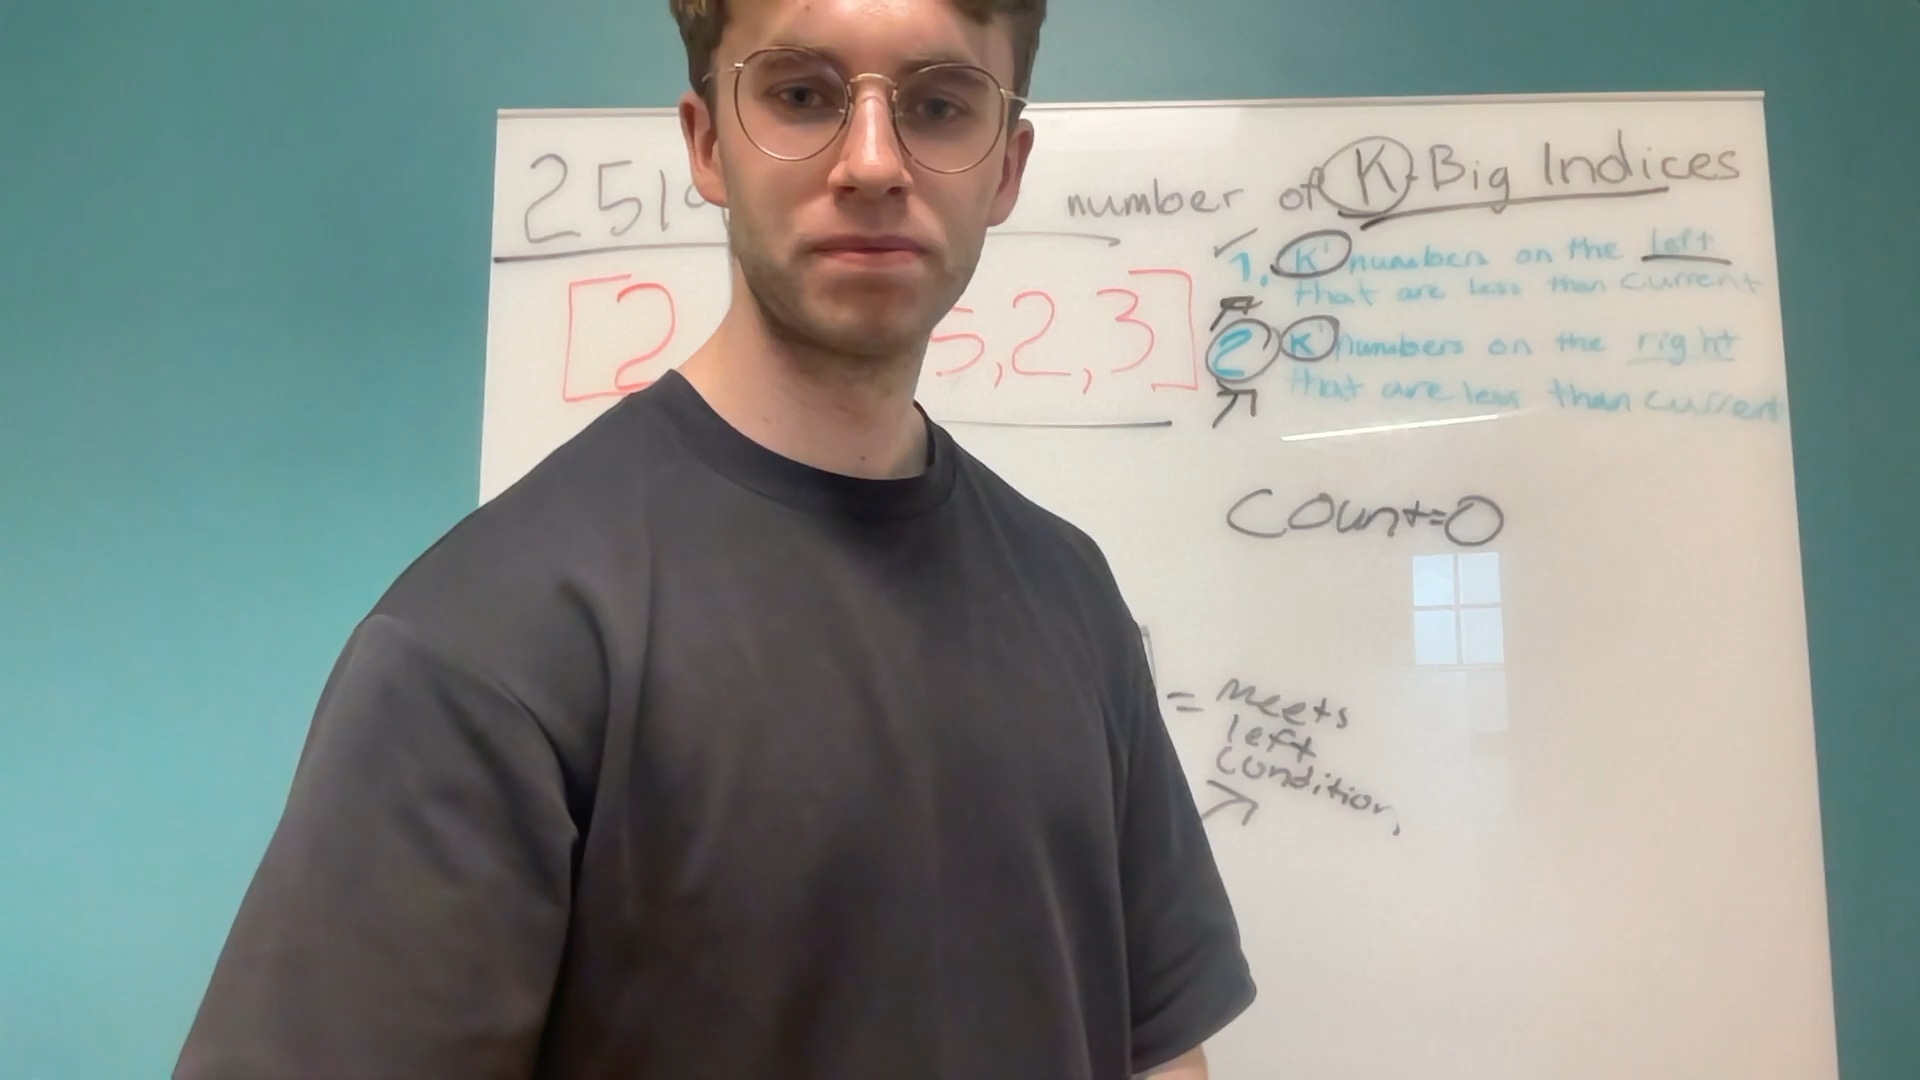 251
number of K-Big Indices
1. 'K' numbers on the left
that are less than current
[2 5,2,3]
2) 'K' numbers on the right
that are less than current
Count=0
= meets
left
condition